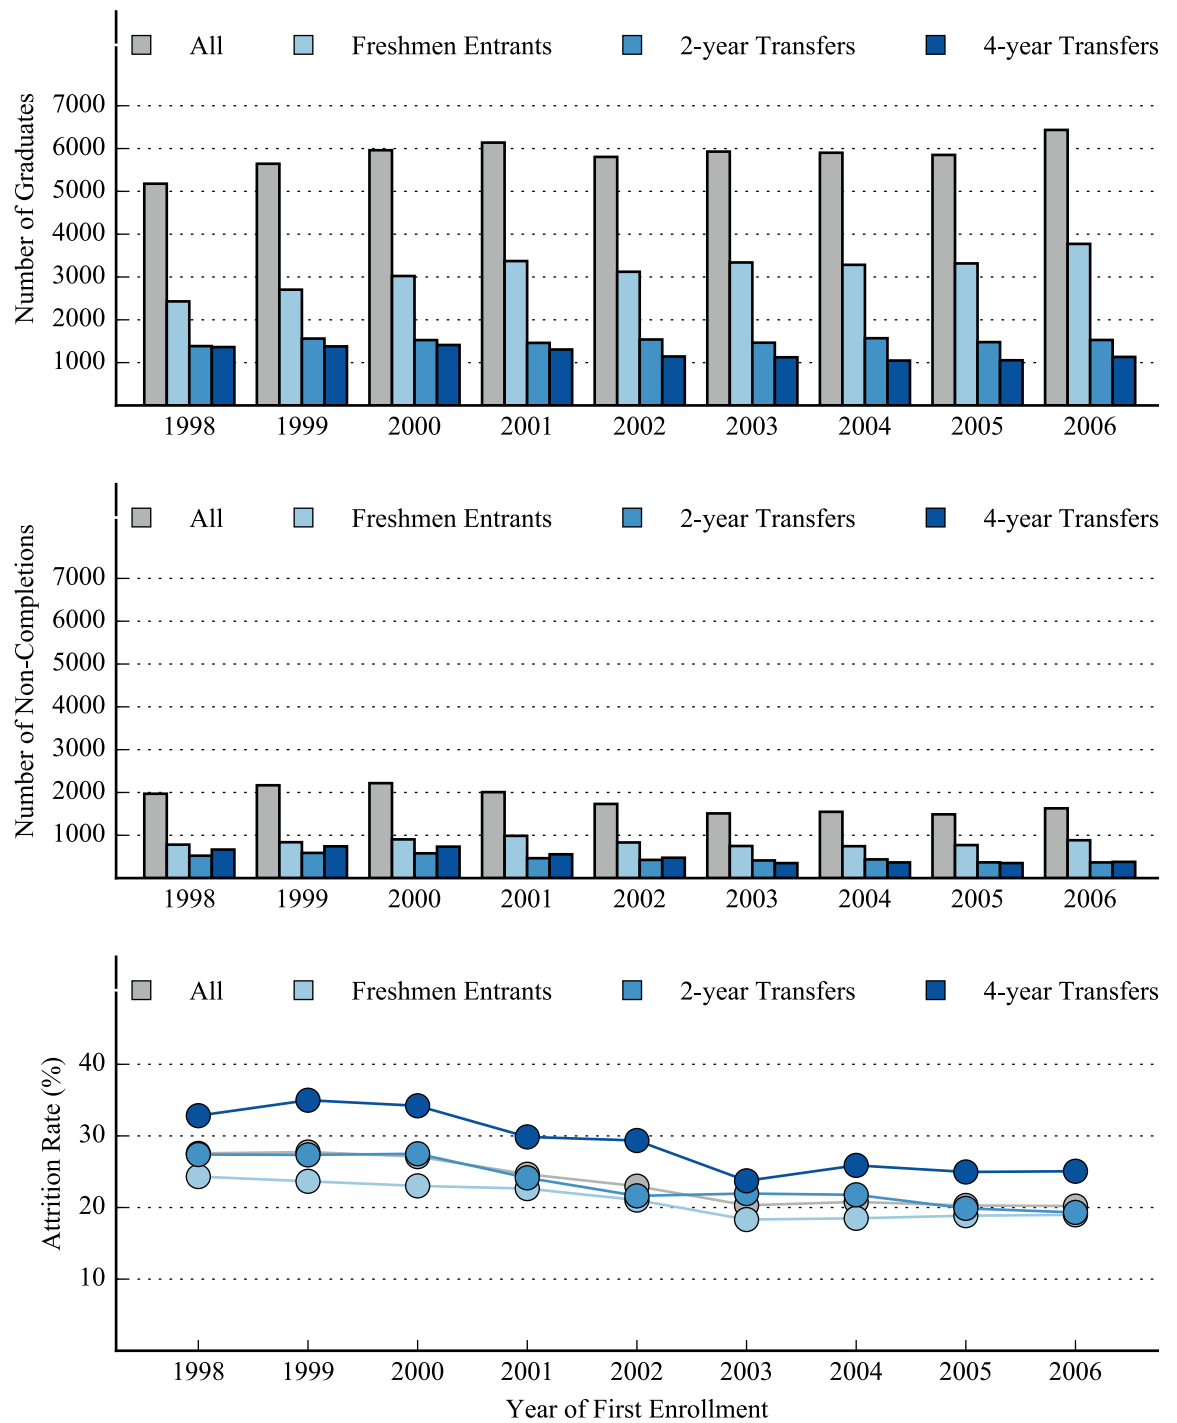 All Freshmen Entrants 2-year Transfers 4-year Transfers
Number of Graduates
7000
6000
5000
4000
3000
2000
1000
1998 1999 2000 2001 2002 2003 2004 2005 2006
All Freshmen Entrants 2-year Transfers 4-year Transfers
Number of Non-Completions
7000
6000
5000
4000
3000
2000
1000
1998 1999 2000 2001 2002 2003 2004 2005 2006
All Freshmen Entrants 2-year Transfers 4-year Transfers
Attrition Rate (%)
40
30
20
10
1998 1999 2000 2001 2002 2003 2004 2005 2006
Year of First Enrollment